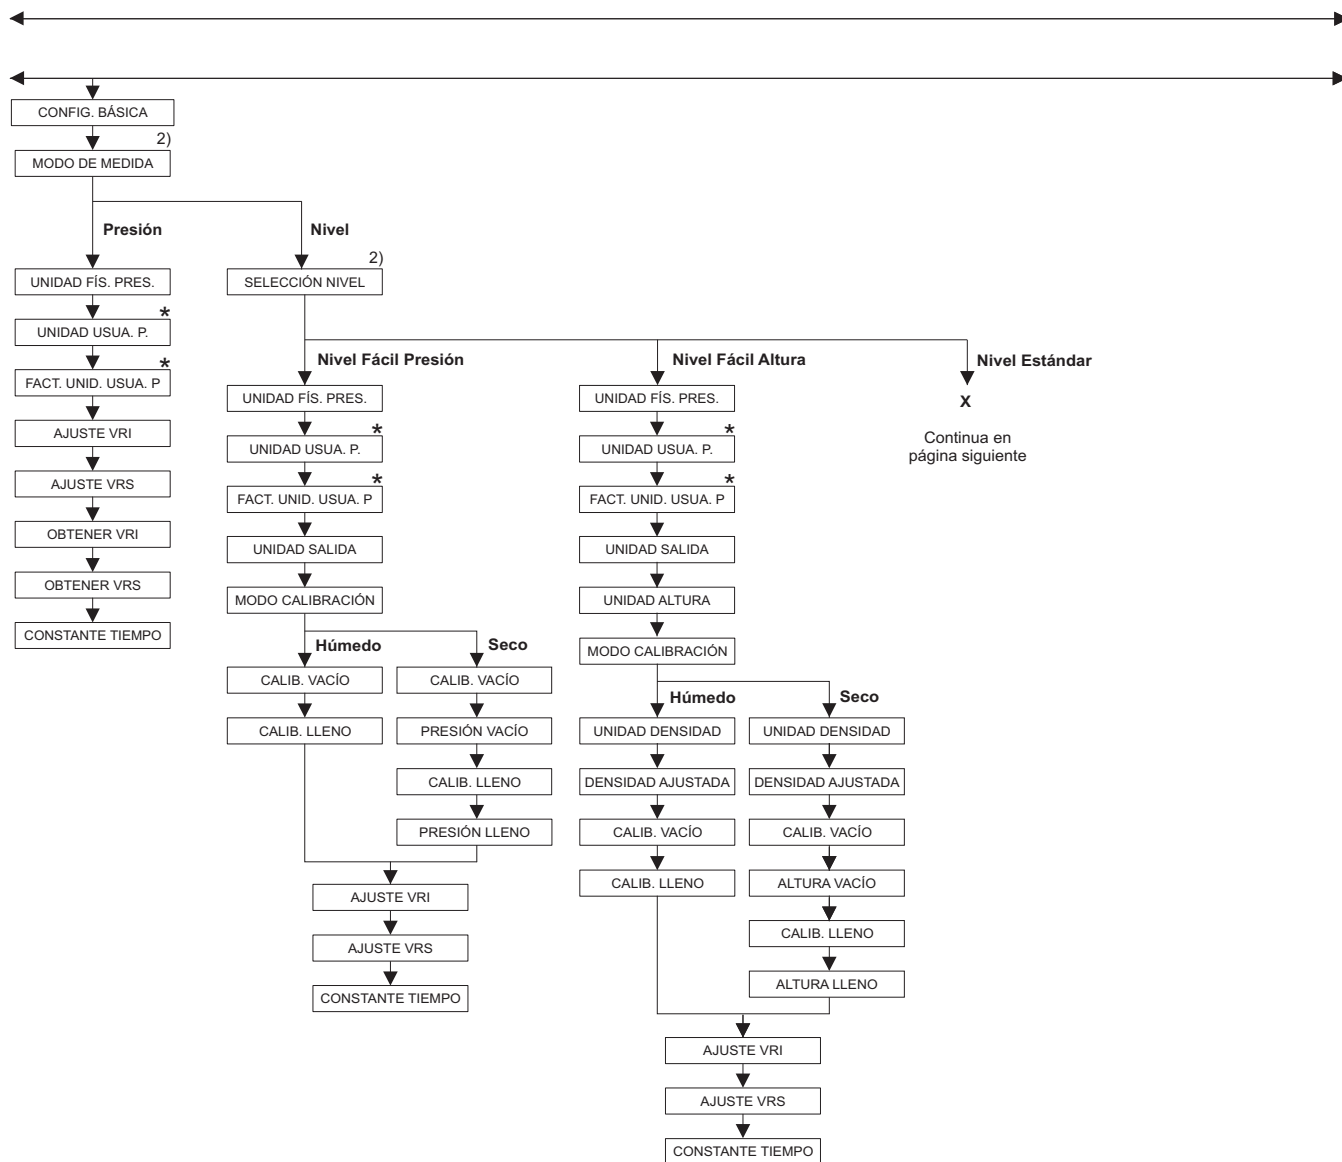 CONFIG. BÁSICA
2)
MODO DE MEDIDA
Presión
Nivel
UNIDAD FÍS. PRES.
*
UNIDAD USUA. P.
*
FACT. UNID. USUA. P
AJUSTE VRI
AJUSTE VRS
OBTENER VRI
OBTENER VRS
CONSTANTE TIEMPO
2)
SELECCIÓN NIVEL
Nivel Fácil Presión
UNIDAD FÍS. PRES.
*
UNIDAD USUA. P.
*
FACT. UNID. USUA. P
UNIDAD SALIDA
MODO CALIBRACIÓN
Húmedo
CALIB. VACÍO
CALIB. LLENO
Seco
CALIB. VACÍO
PRESIÓN VACÍO
CALIB. LLENO
PRESIÓN LLENO
AJUSTE VRI
AJUSTE VRS
CONSTANTE TIEMPO
Nivel Fácil Altura
UNIDAD FÍS. PRES.
*
UNIDAD USUA. P.
*
FACT. UNID. USUA. P
UNIDAD SALIDA
UNIDAD ALTURA
MODO CALIBRACIÓN
Húmedo
UNIDAD DENSIDAD
DENSIDAD AJUSTADA
CALIB. VACÍO
CALIB. LLENO
Seco
UNIDAD DENSIDAD
DENSIDAD AJUSTADA
CALIB. VACÍO
ALTURA VACÍO
CALIB. LLENO
ALTURA LLENO
AJUSTE VRI
AJUSTE VRS
CONSTANTE TIEMPO
Nivel Estándar
X
Continua en
página siguiente